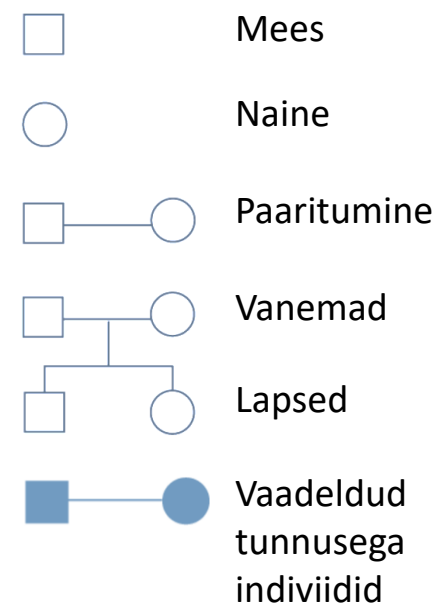 Mees
Naine
Paaritumine
Vanemad
Lapsed
Vaadeldud
tunnusega
indiviidid